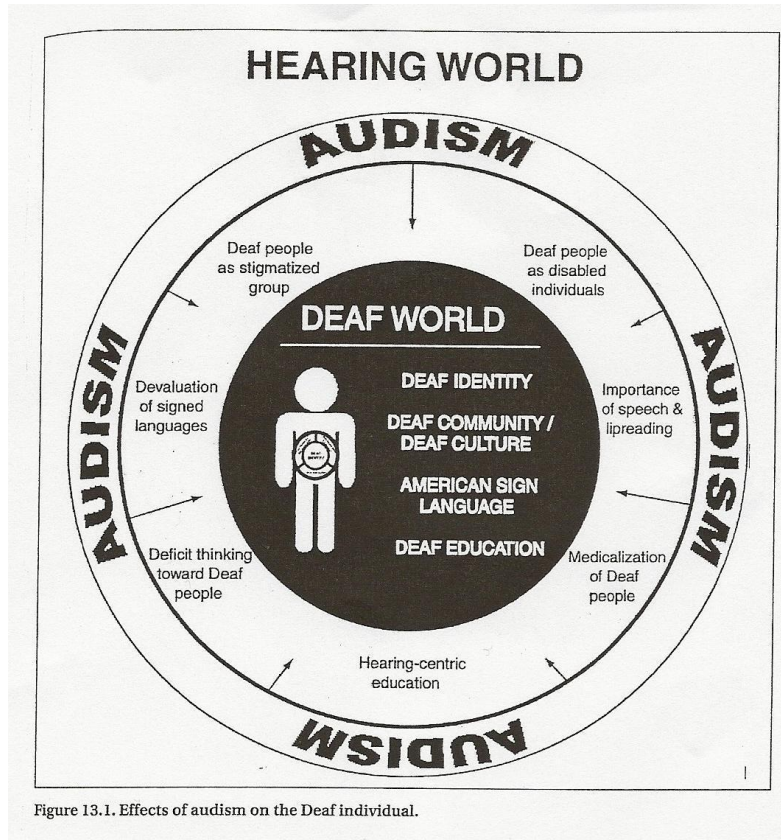 HEARING WORLD
AUDISM
Deaf people
as stigmatized
group
Deaf people
as disabled
individuals
AUDISM
Devaluation
of signed
languages
Importance
of speech &
lipreading
AUDISM
Deficit thinking
toward Deaf
people
Medicalization
of Deaf
people
Hearing-centric
education
AUDISM
DEAF WORLD
DEAF IDENTITY
DEAF COMMUNITY /
DEAF CULTURE
AMERICAN SIGN
LANGUAGE
DEAF EDUCATION
DEAF
IDENTITY
Figure 13.1. Effects of audism on the Deaf individual.